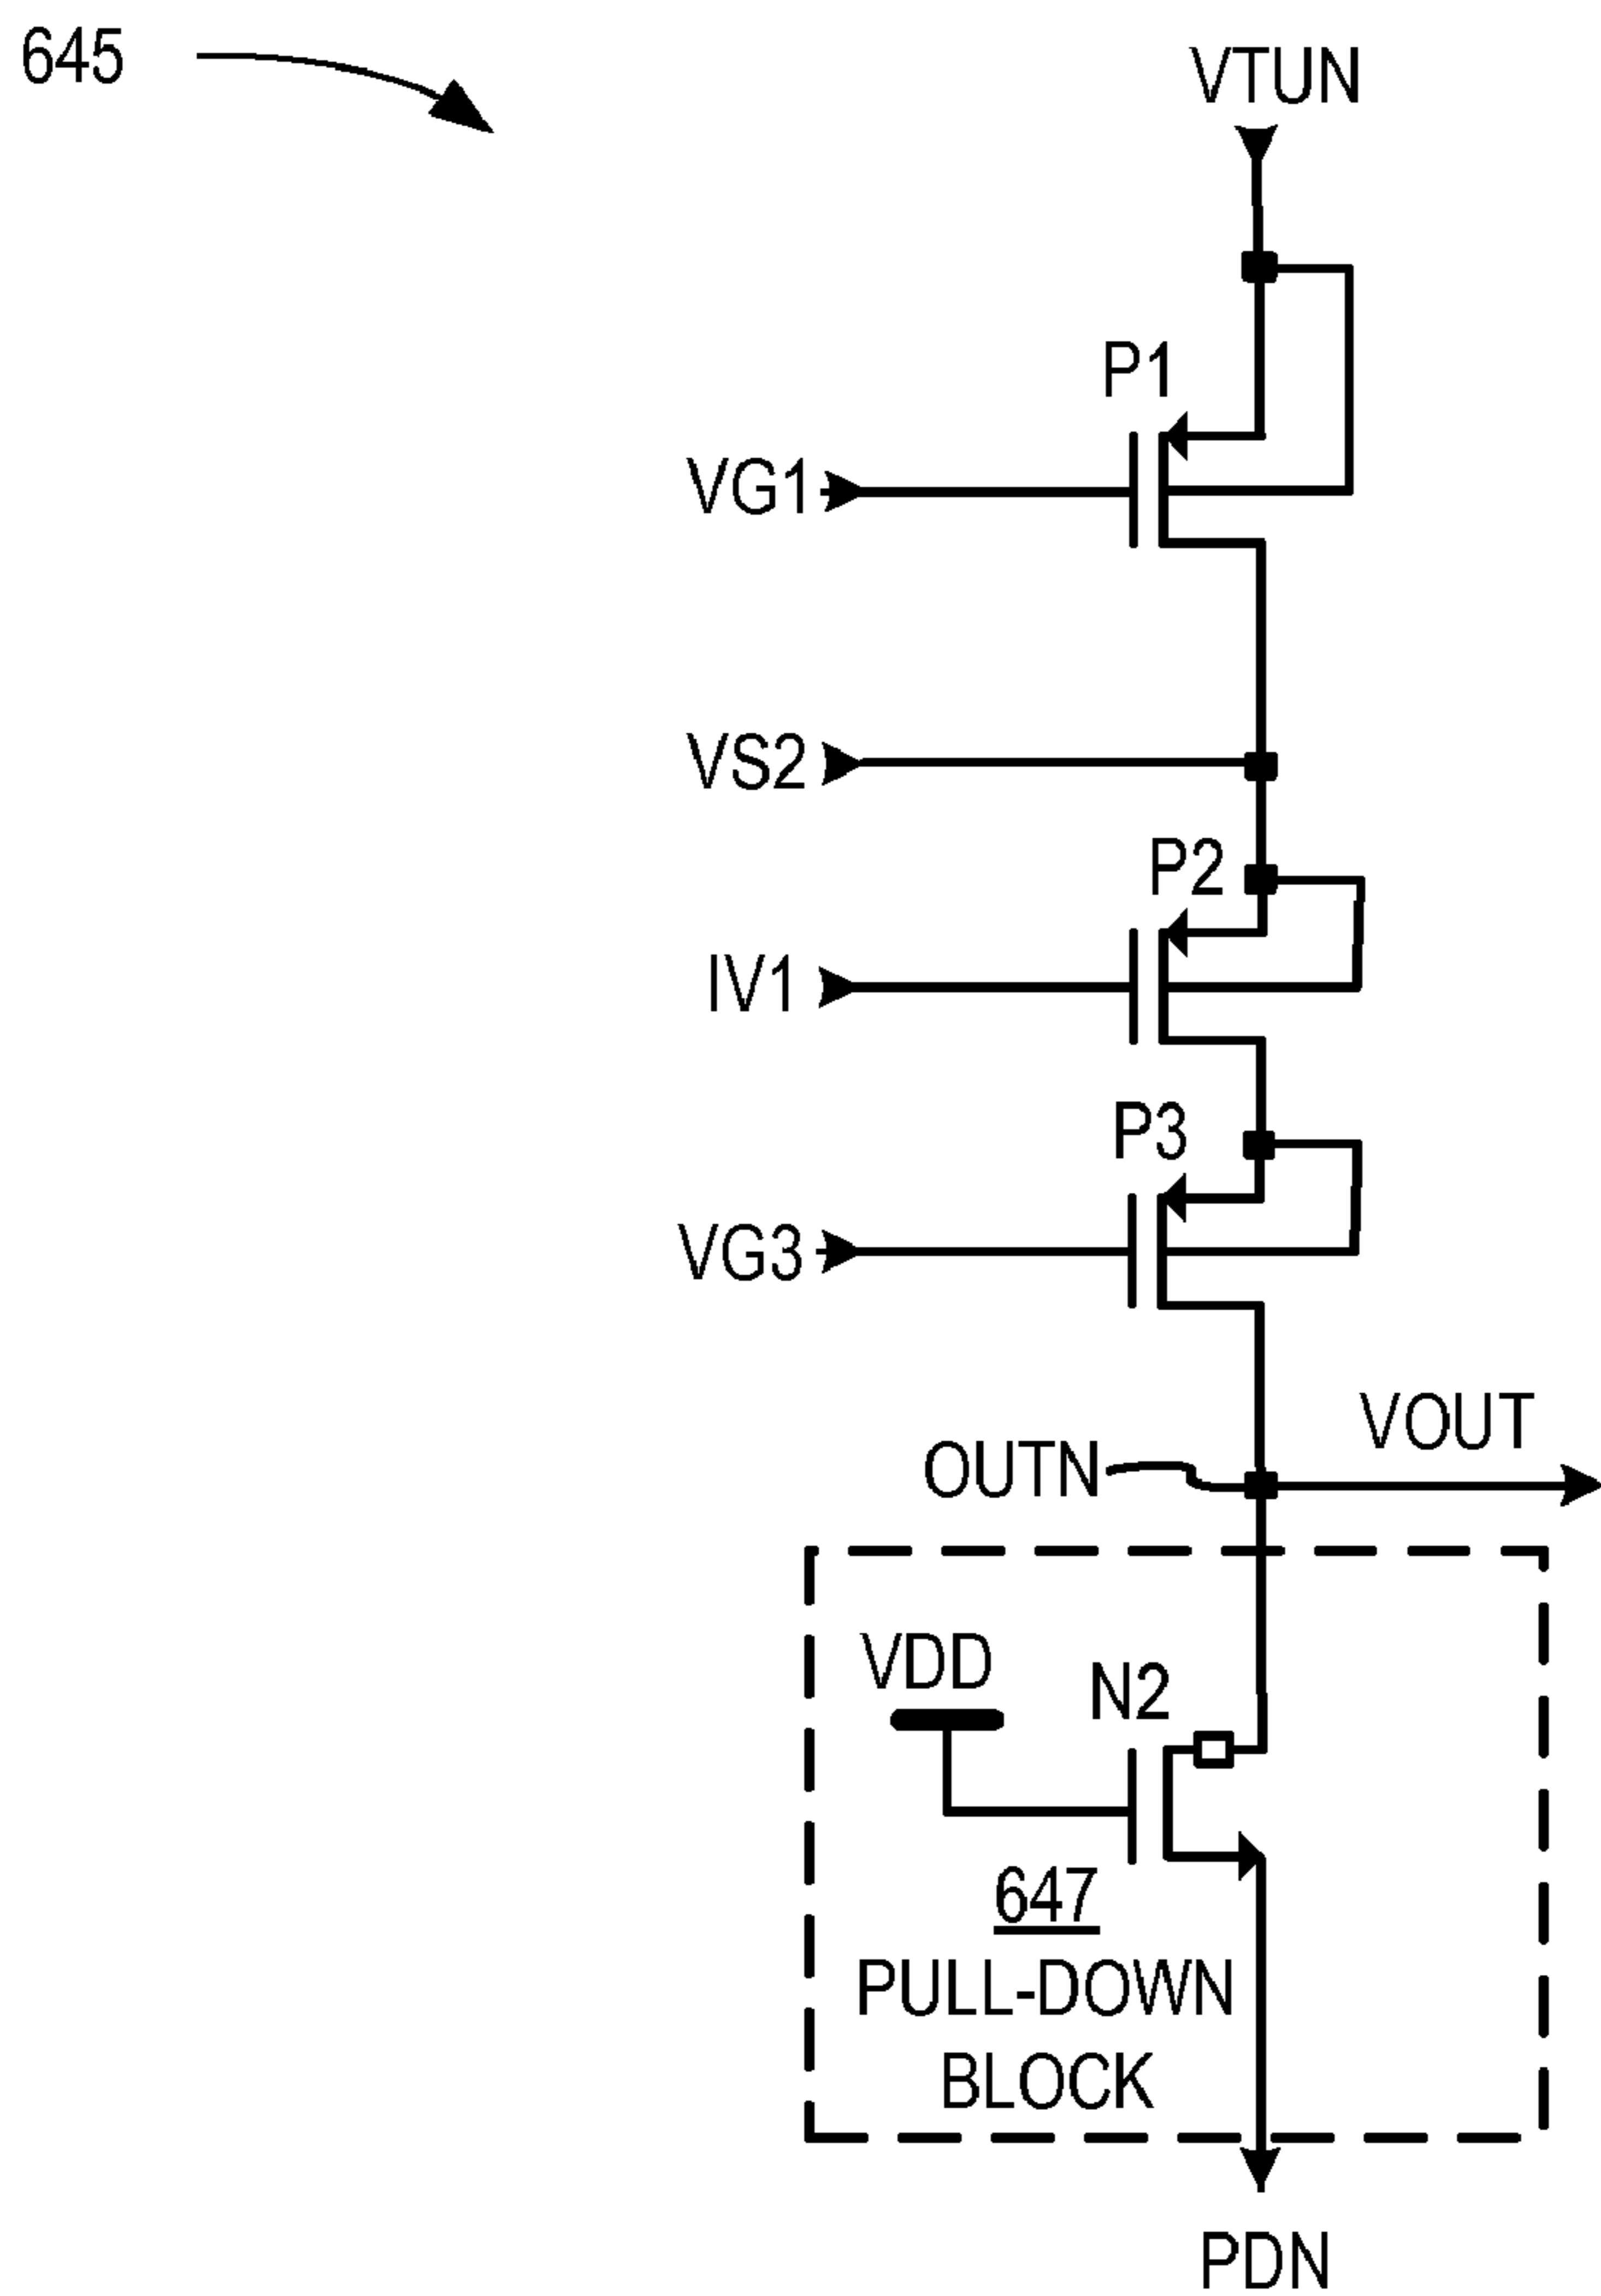 645
VTUN
P1
VG1
VS2
P2
IV1
P3
VG3
VOUT
OUTN
VDD
N2
647
PULL-DOWN
BLOCK
PDN